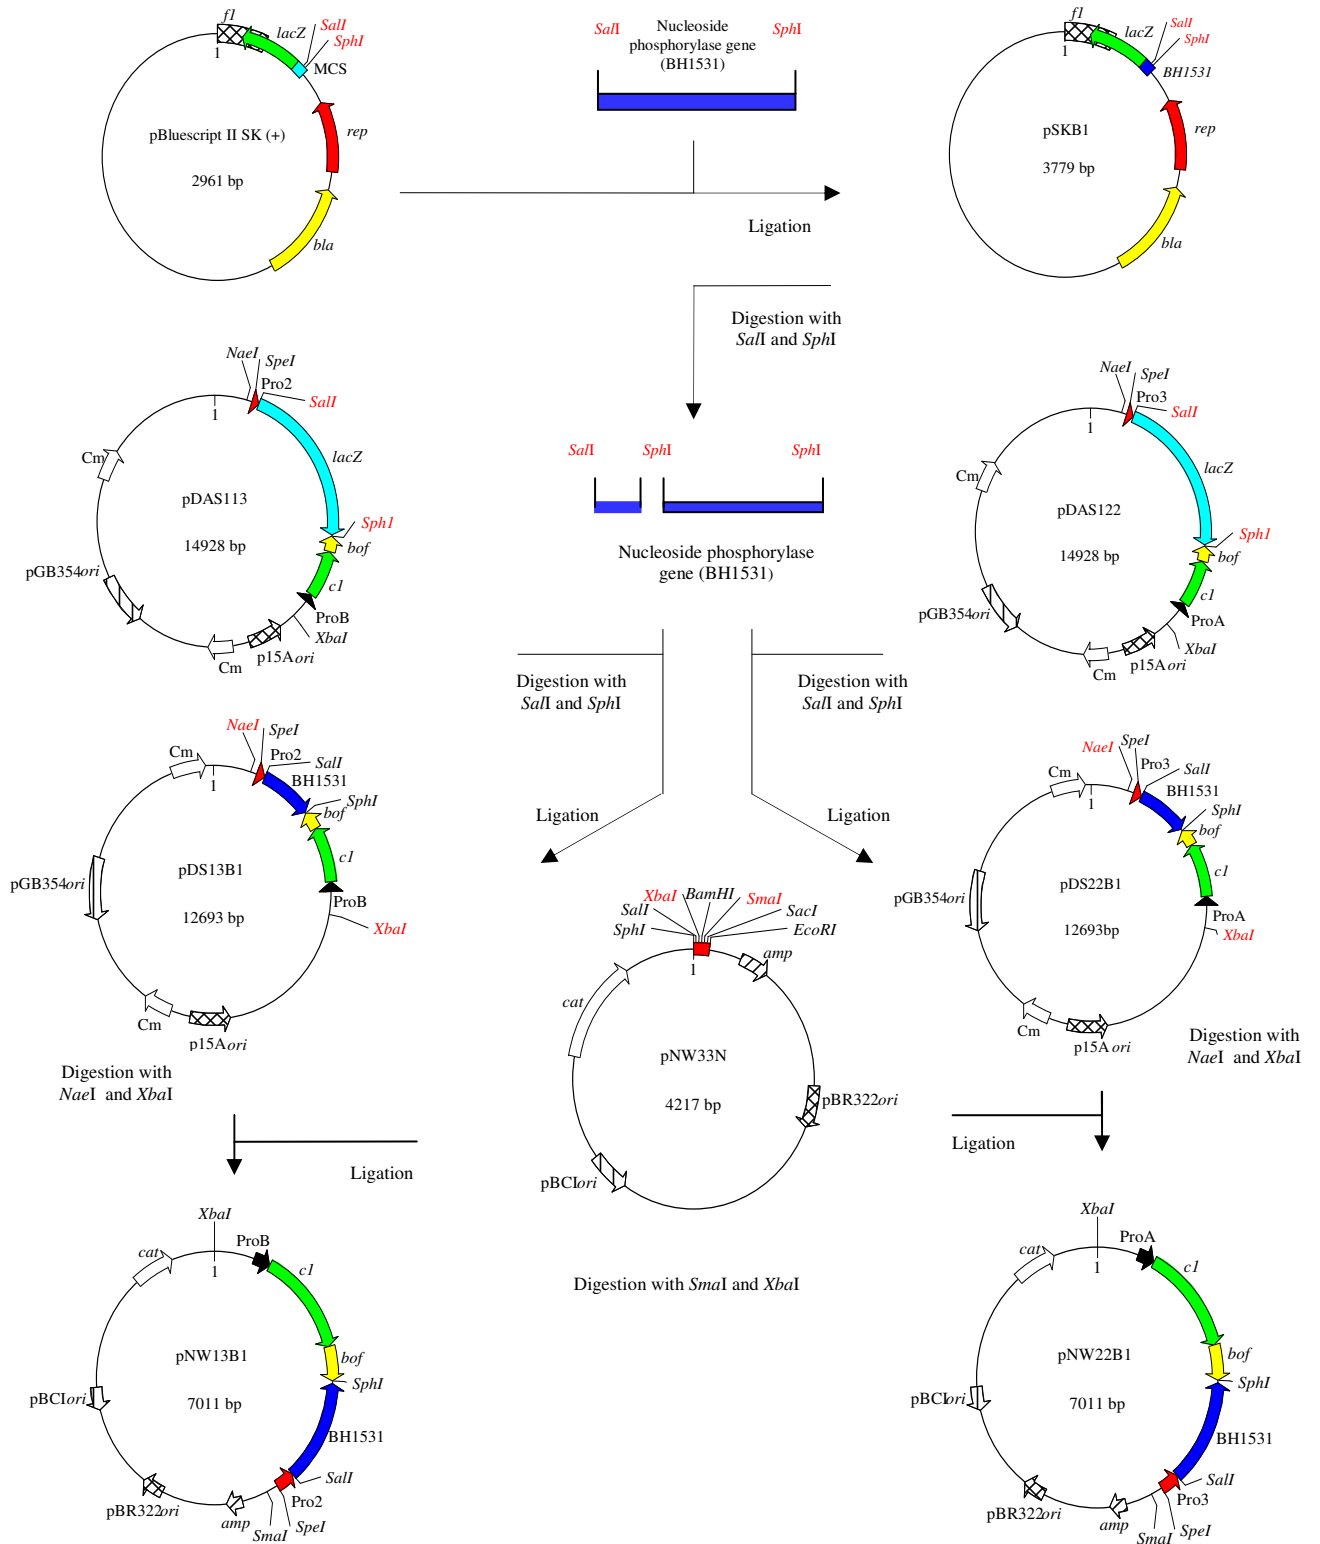 f1
lacZ
SalI
SphI
1
MCS
rep
pBluescript II SK (+)
2961 bp
bla
SalI
Nucleoside
phosphorylase gene
(BH1531)
SphI
Ligation
f1
lacZ
SalI
SphI
1
BH1531
rep
pSKB1
3779 bp
bla
Digestion with
SalI and SphI
NaeI
SpeI
Pro2
SalI
1
Cm
lacZ
pDAS113
14928 bp
Sph1
bof
pGB354ori
c1
ProB
XbaI
p15Aori
Cm
SalI
SphI
SphI
Nucleoside phosphorylase
gene (BH1531)
NaeI
SpeI
Pro3
SalI
1
Cm
lacZ
pDAS122
14928 bp
Sph1
bof
pGB354ori
c1
ProA
XbaI
p15Aori
Cm
Digestion with
SalI and SphI
Digestion with
SalI and SphI
Ligation
Ligation
NaeI
SpeI
Cm
Pro2
SalI
1
BH1531
SphI
bof
c1
pDS13B1
pGB354ori
12693 bp
ProB
XbaI
Cm
p15Aori
Digestion with
NaeI and XbaI
Ligation
XbaI
BamHI
SmaI
SalI
SacI
SphI
EcoRI
1
amp
cat
pNW33N
4217 bp
pBR322ori
pBCIori
Digestion with SmaI and XbaI
NaeI
SpeI
Cm
Pro3
SalI
1
BH1531
SphI
bof
c1
pDS22B1
pGB354ori
12693bp
ProA
XbaI
Cm
p15A ori
Digestion with
NaeI and XbaI
Ligation
XbaI
ProB
cat
1
c1
pNW13B1
bof
SphI
pBCIori
7011 bp
BH1531
SalI
Pro2
pBR322ori
amp
SmaI
SpeI
XbaI
ProA
cat
1
c1
pNW22B1
bof
SphI
pBCIori
7011 bp
BH1531
SalI
Pro3
pBR322ori
amp
SmaI
SpeI